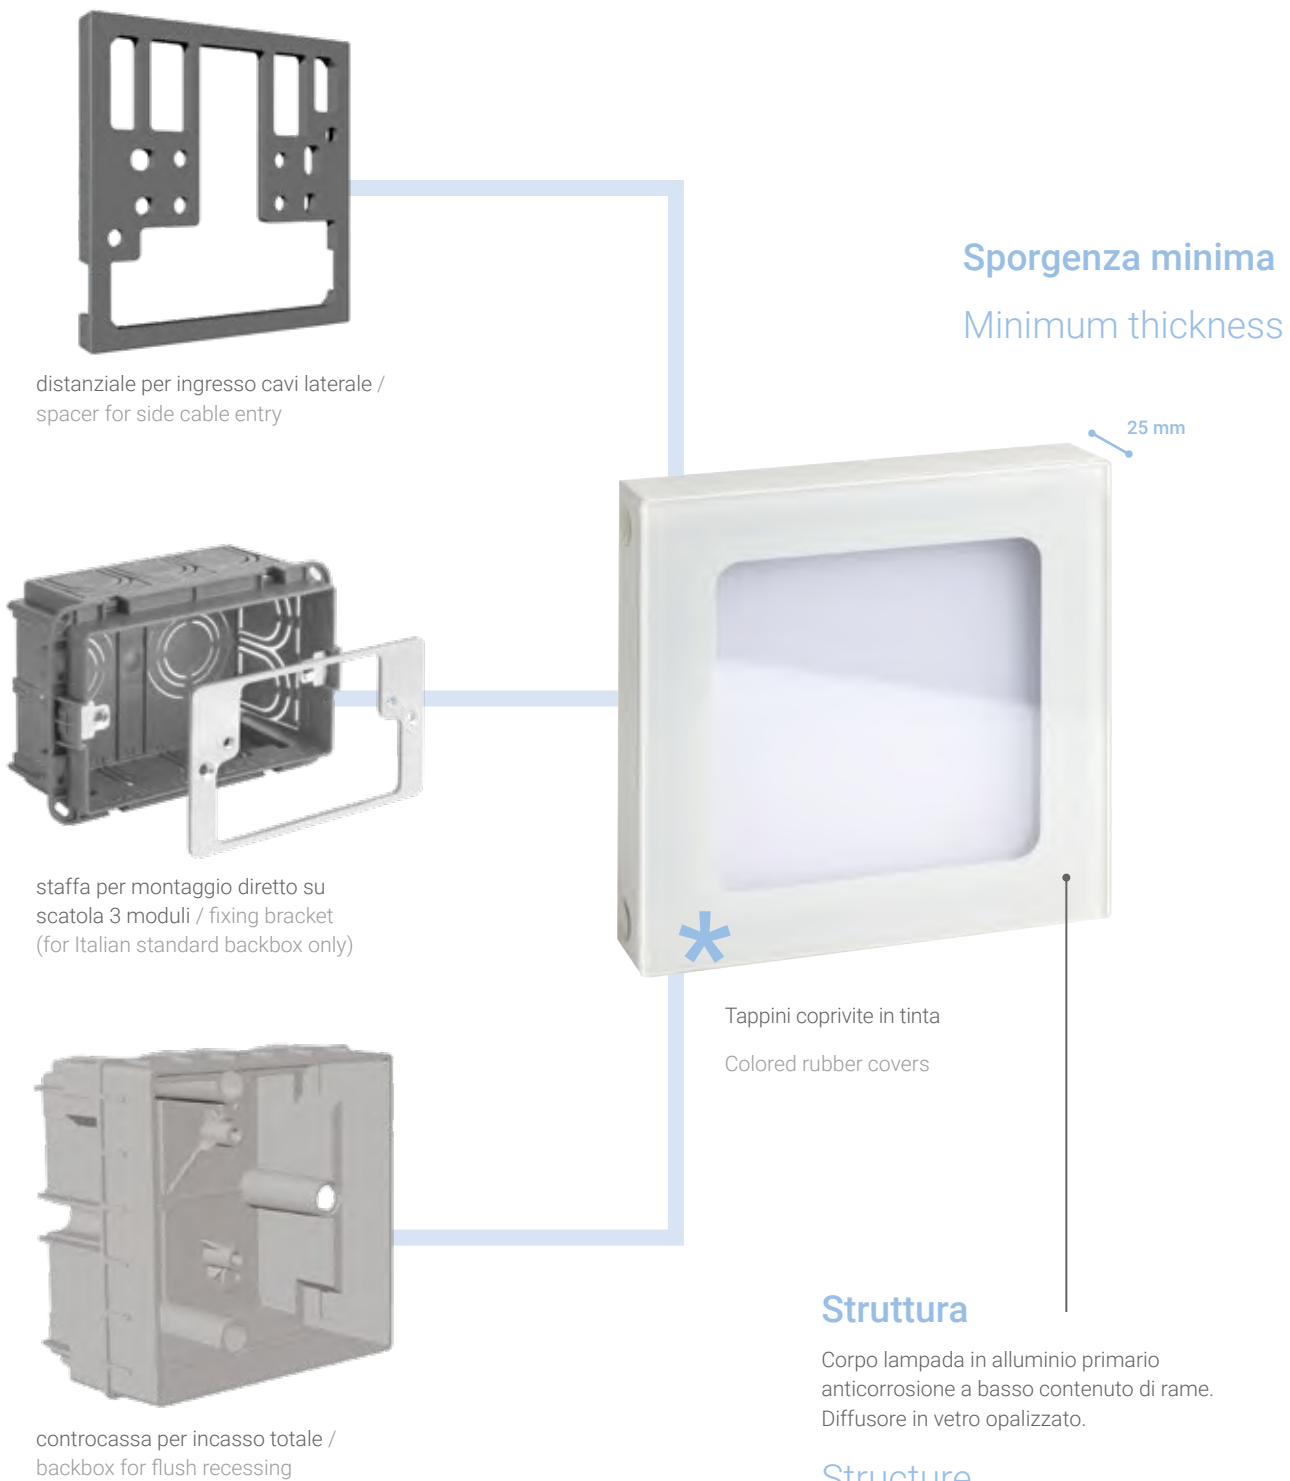 Sporgenza minima
Minimum thickness
25 mm
distanziale per ingresso cavi laterale /
spacer for side cable entry
staffa per montaggio diretto su
scatola 3 moduli / fixing bracket
(for Italian standard backbox only)
*
Tappini coprivite in tinta
Colored rubber covers
controcassa per incasso totale /
backbox for flush recessing
Struttura
Corpo lampada in alluminio primario
anticorrosione a basso contenuto di rame.
Diffusore in vetro opalizzato.
Structure